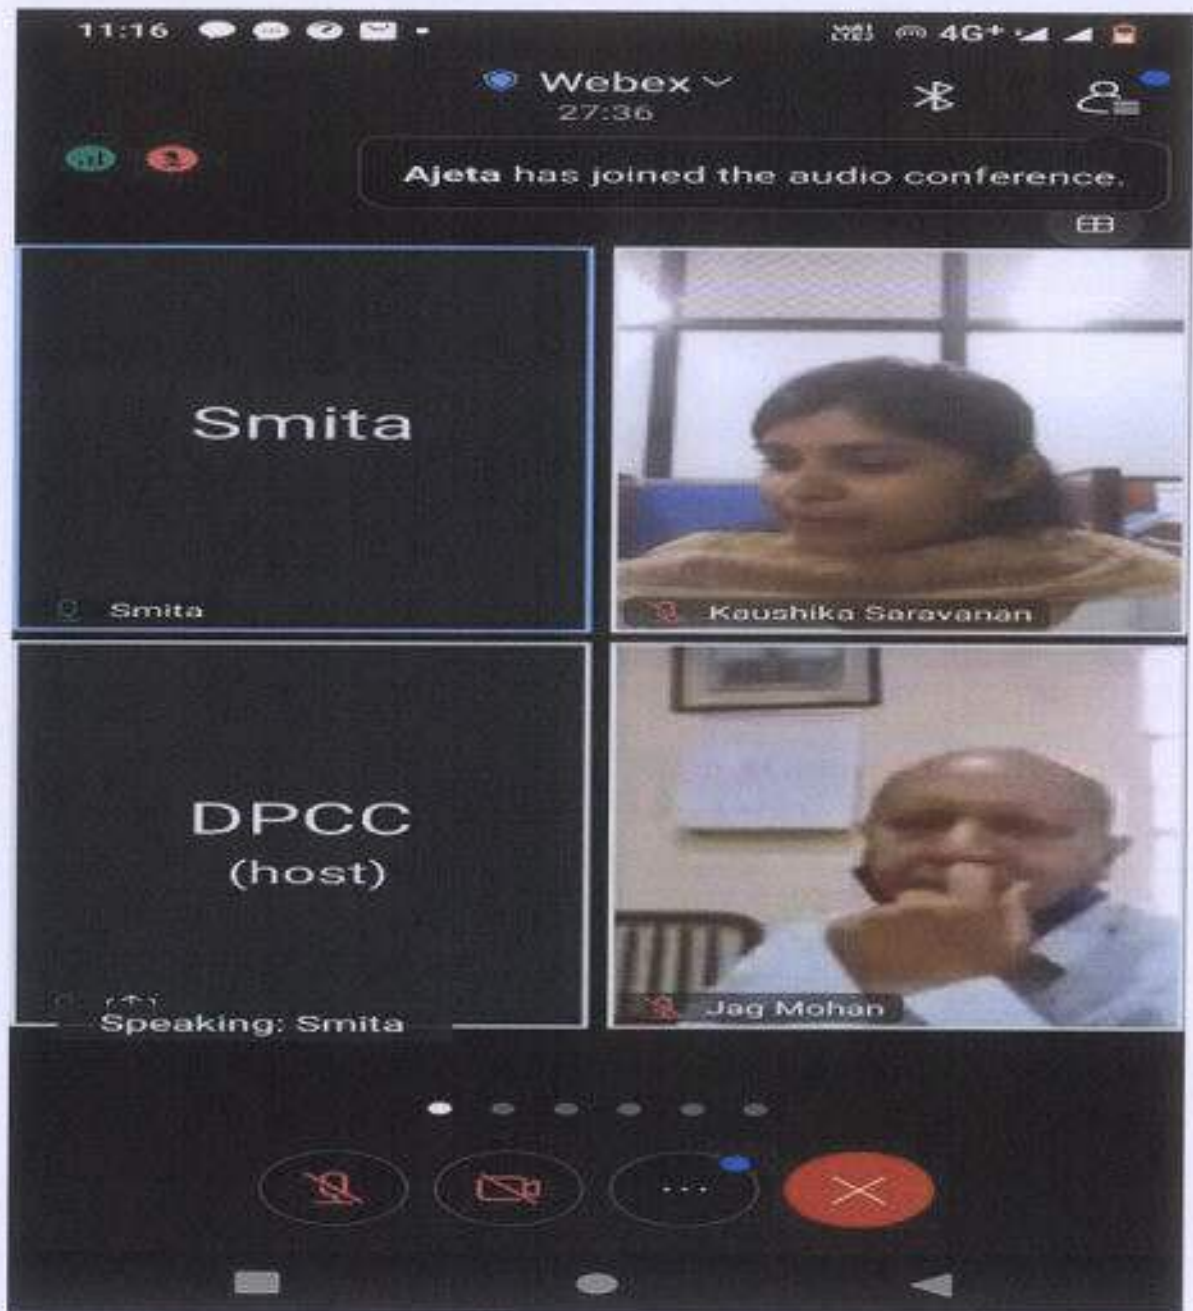 11:16
4G+
Webex
27:36
Ajeta has joined the audio conference.
Smita
Smita
Kaushika Saravanan
DPCC
(host)
Speaking: Smita
Jag Mohan